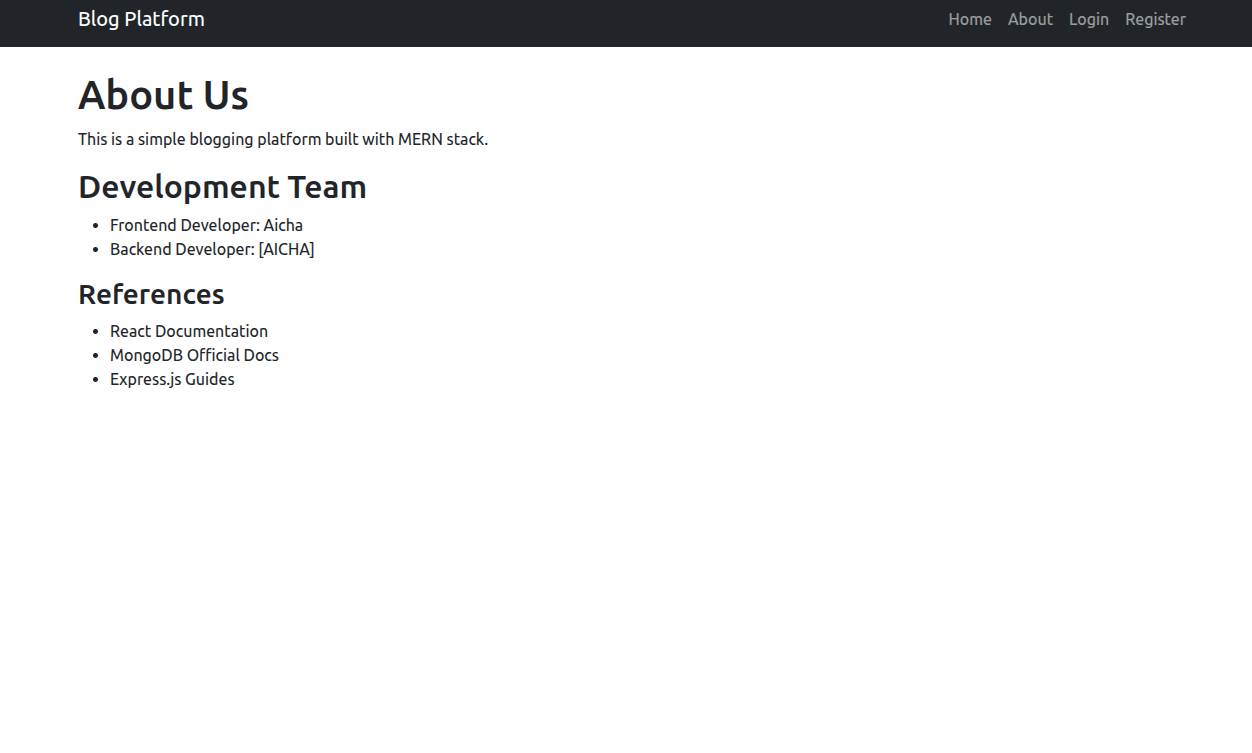 Blog Platform
Home About Login Register
About Us
This is a simple blogging platform built with MERN stack.
Development Team
• Frontend Developer: Aicha
• Backend Developer: [AICHA]
References
• React Documentation
• MongoDB Official Docs
• Express.js Guides